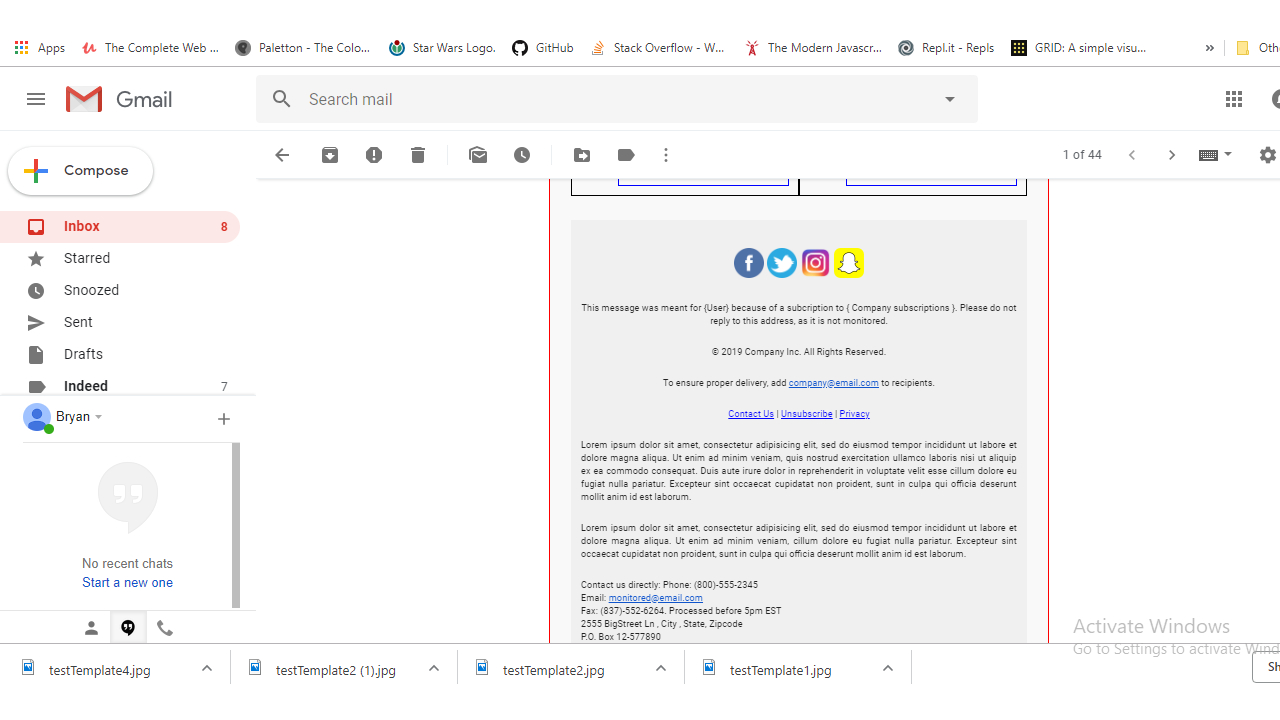 Apps The Complete Web ... Paletton - The Colo... Star Wars Logo. GitHub Stack Overflow - W... The Modern Javascr... Repl.it - Repls GRID: A simple visu... » Othe
Gmail Search mail
Compose 1 of 44
Inbox 8
Starred
Snoozed
Sent
Drafts
Indeed 7
Bryan
No recent chats
Start a new one
This message was meant for {User} because of a subcription to { Company subscriptions }. Please do not
reply to this address, as it is not monitored.
© 2019 Company Inc. All Rights Reserved.
To ensure proper delivery, add company@email.com to recipients.
Contact Us | Unsubscribe | Privacy
Lorem ipsum dolor sit amet, consectetur adipisicing elit, sed do eiusmod tempor incididunt ut labore et
dolore magna aliqua. Ut enim ad minim veniam, quis nostrud exercitation ullamco laboris nisi ut aliquip
ex ea commodo consequat. Duis aute irure dolor in reprehenderit in voluptate velit esse cillum dolore eu
fugiat nulla pariatur. Excepteur sint occaecat cupidatat non proident, sunt in culpa qui officia deserunt
mollit anim id est laborum.
Lorem ipsum dolor sit amet, consectetur adipisicing elit, sed do eiusmod tempor incididunt ut labore et
dolore magna aliqua. Ut enim ad minim veniam, cillum dolore eu fugiat nulla pariatur. Excepteur sint
occaecat cupidatat non proident, sunt in culpa qui officia deserunt mollit anim id est laborum.
Contact us directly: Phone: (800)-555-2345
Email: monitored@email.com
Fax: (837)-552-6264. Processed before 5pm EST
2555 BigStreet Ln , City , State, Zipcode
P.O. Box 12-577890
Activate Windows
Go to Settings to activate Wind
testTemplate4.jpg testTemplate2 (1).jpg testTemplate2.jpg testTemplate1.jpg Sh